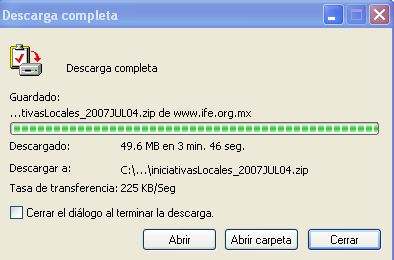 Descarga completa
Descarga completa
Guardado:
...tivasLocales_2007JUL04.zip de www.ife.org.mx
Descargado: 49.6 MB en 3 min. 46 seg.
Descargar a: C:\...\iniciativasLocales_2007JUL04.zip
Tasa de transferencia: 225 KB/Seg
Cerrar el diálogo al terminar la descarga.
Abrir Abrir carpeta Cerrar